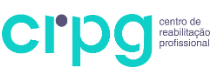 crpg
centro de
reabilitação
profissional